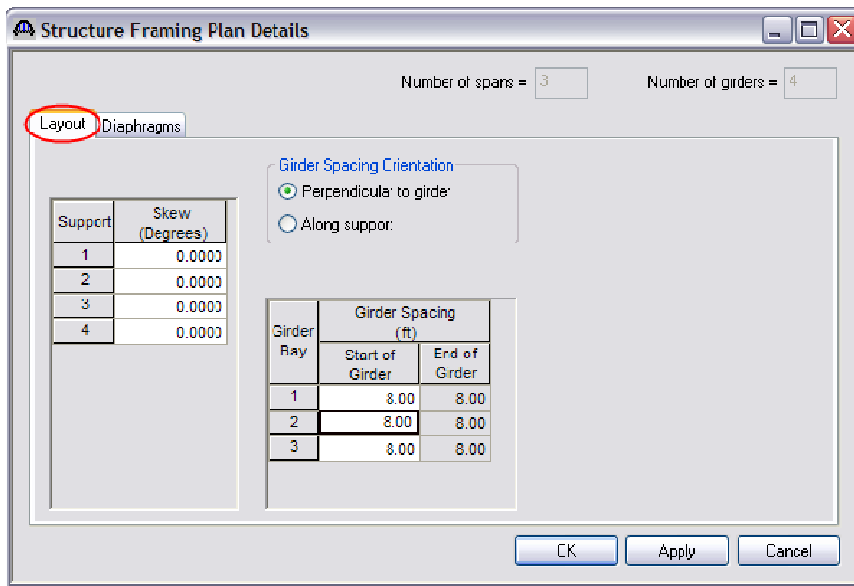 Structure Framing Plan Details
Number of spans = 3
Number of girders = 4
Layout
Diaphragms
Girder Spacing Orientation
Perpendicular to girder
Along support
Support
Skew
(Degrees)
1 0.0000
2 0.0000
3 0.0000
4 0.0000
Girder
Bay
Girder Spacing
(ft)
Start of
Girder
End of
Girder
1 8.00 8.00
2 8.00 8.00
3 8.00 8.00
OK
Apply
Cancel